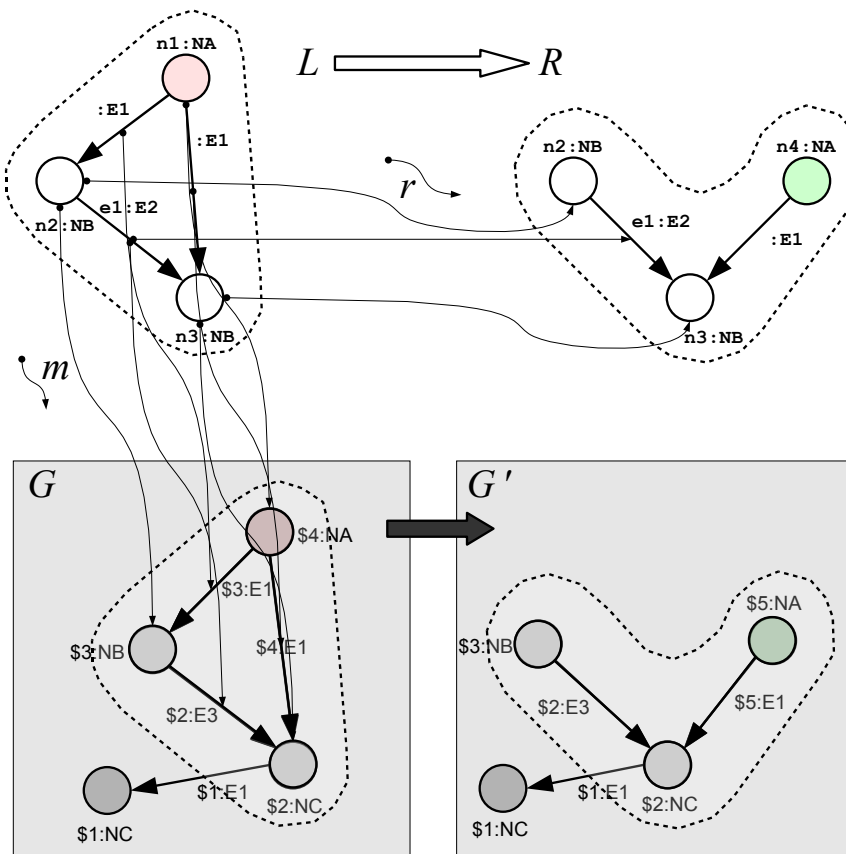 n1:NA
L
R
:E1
:E1
n2:NB
n4:NA
r
e1:E2
n2:NB
e1:E2
:E1
n3:NB
n3:NB
m
G
G'
$4:NA
$3:E1
$5:NA
$3:NB
$4:E1
$3:NB
$2:E3
$2:E3
$5:E1
$1:E1
$2:NC
$1:E1
$2:NC
$1:NC
$1:NC